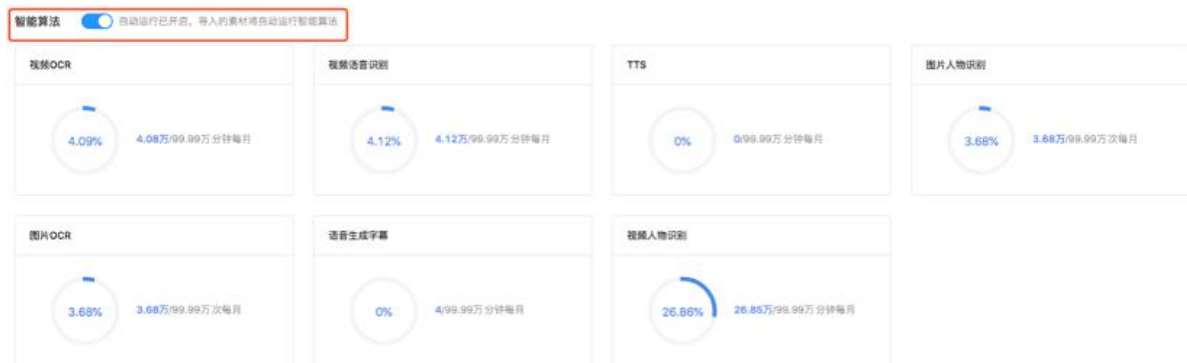 智能算法 自动运行已开启，导入的素材将自动运行智能算法
视频OCR
4.09% 4.08万/99.99万分钟每月
视频语音识别
4.12% 4.12万/99.99万分钟每月
TTS
0% 0/99.99万分钟每月
图片人物识别
3.68% 3.68万/99.99万次每月
图片OCR
3.68% 3.68万/99.99万次每月
语音生成字幕
0% 4/99.99万分钟每月
视频人物识别
26.86% 26.85万/99.99万分钟每月